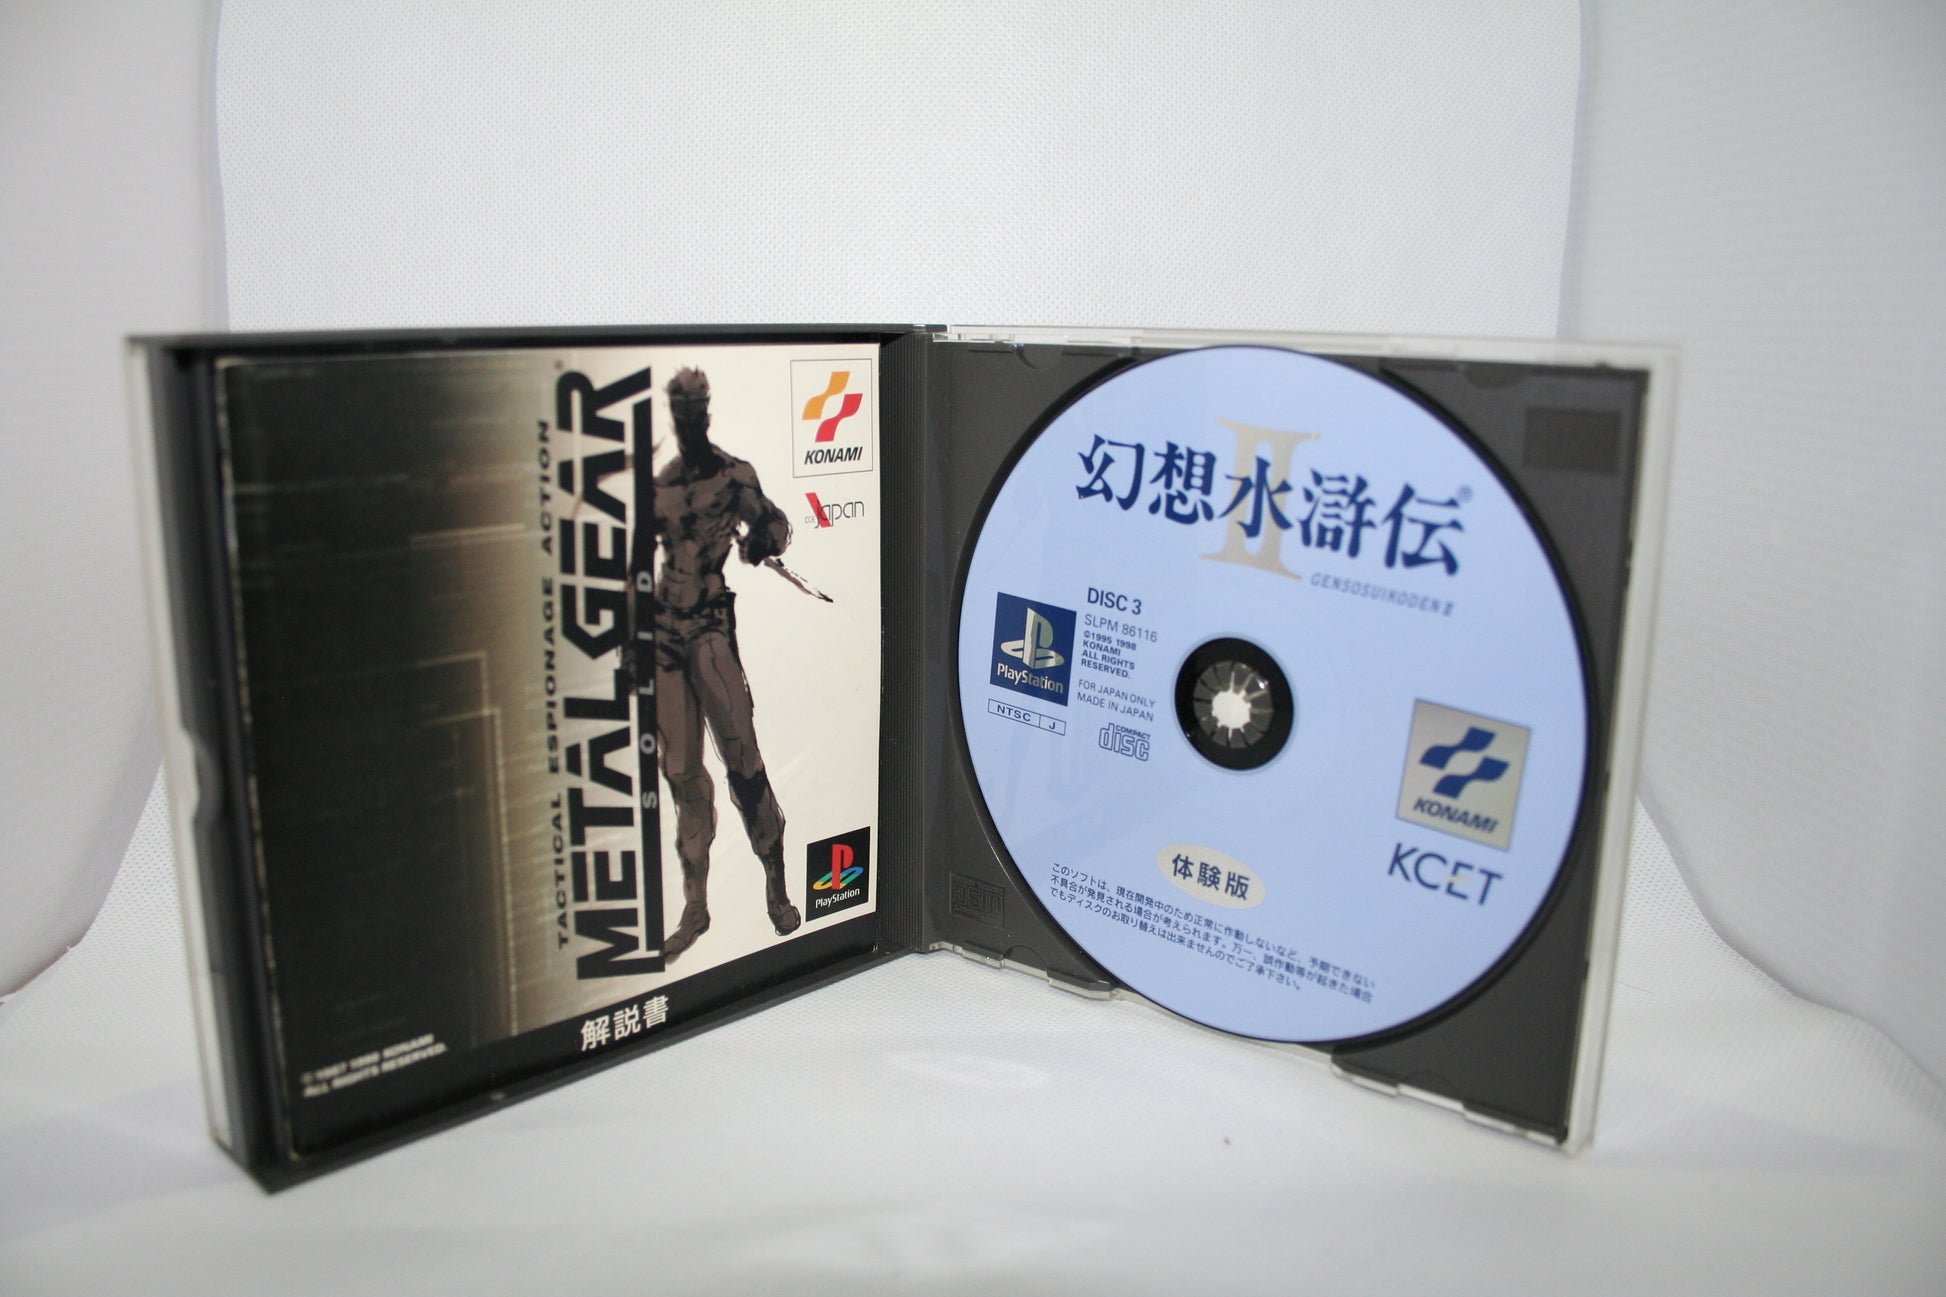 TACTICAL ESPIONAGE ACTION
METAL GEAR
SOLID
KONAMI
KCE Japan
PlayStation
解説書
©1987 1998 KONAMI
ALL RIGHTS RESERVED.
幻想水滸伝®
II
GENSOSUIKODEN II
DISC 3
SLPM 86116
©1995 1998
KONAMI
ALL RIGHTS
RESERVED.
FOR JAPAN ONLY
MADE IN JAPAN
PlayStation
NTSC J
COMPACT
disc
KONAMI
KCET
体験版
このソフトは、現在開発中のため正常に作動しないなど、予期できない
不具合が発見される場合が考えられます。万一、誤作動等が起きた場合
でもディスクのお取り替えは出来ませんのでご了承下さい。